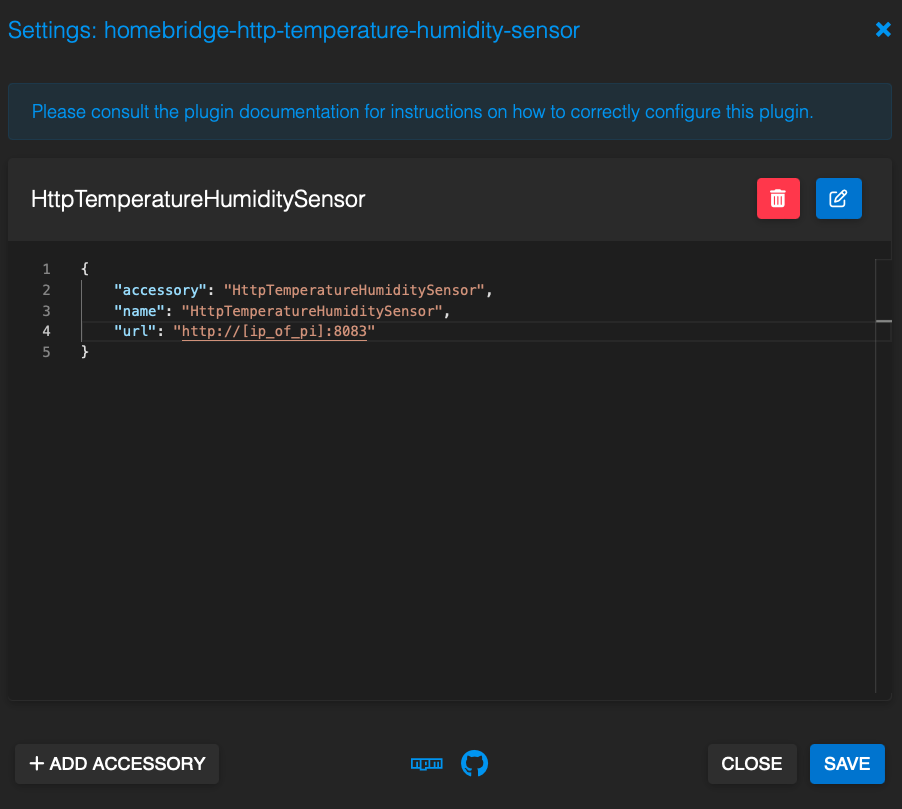 Settings: homebridge-http-temperature-humidity-sensor
Please consult the plugin documentation for instructions on how to correctly configure this plugin.
HttpTemperatureHumiditySensor
1 {
2 "accessory": "HttpTemperatureHumiditySensor",
3 "name": "HttpTemperatureHumiditySensor",
4 "url": "http://[ip_of_pi]:8083"
5 }
+ ADD ACCESSORY
npm
CLOSE
SAVE